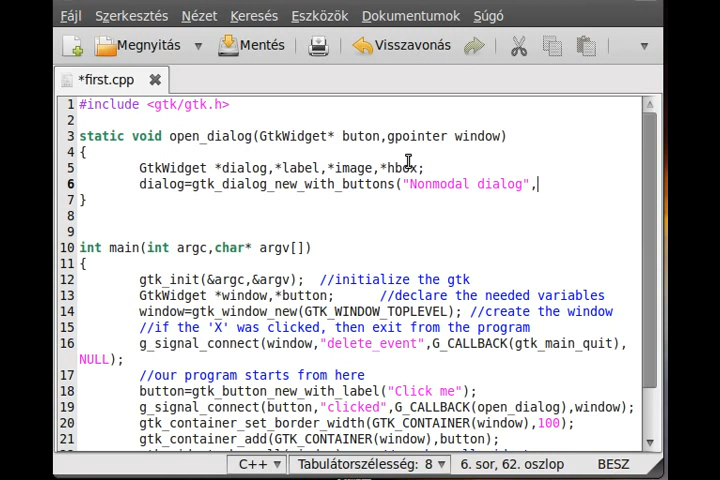 Fájl Szerkesztés Nézet Keresés Eszközök Dokumentumok Súgó
Megnyitás Mentés Visszavonás
*first.cpp
1 #include <gtk/gtk.h>
2
3 static void open_dialog(GtkWidget* buton,gpointer window)
4 {
5 GtkWidget *dialog,*label,*image,*hbox;
6 dialog=gtk_dialog_new_with_buttons("Nonmodal dialog",
7 }
8
9
10 int main(int argc,char* argv[])
11 {
12 gtk_init(&argc,&argv); //initialize the gtk
13 GtkWidget *window,*button; //declare the needed variables
14 window=gtk_window_new(GTK_WINDOW_TOPLEVEL); //create the window
15 //if the 'X' was clicked, then exit from the program
16 g_signal_connect(window,"delete_event",G_CALLBACK(gtk_main_quit),
NULL);
17 //our program starts from here
18 button=gtk_button_new_with_label("Click me");
19 g_signal_connect(button,"clicked",G_CALLBACK(open_dialog),window);
20 gtk_container_set_border_width(GTK_CONTAINER(window),100);
21 gtk_container_add(GTK_CONTAINER(window),button);
C++ Tabulátorszélesség: 8 6. sor, 62. oszlop BESZ